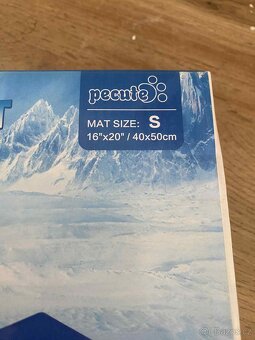 pecute
MAT SIZE: S
16"x20" / 40x50cm
T